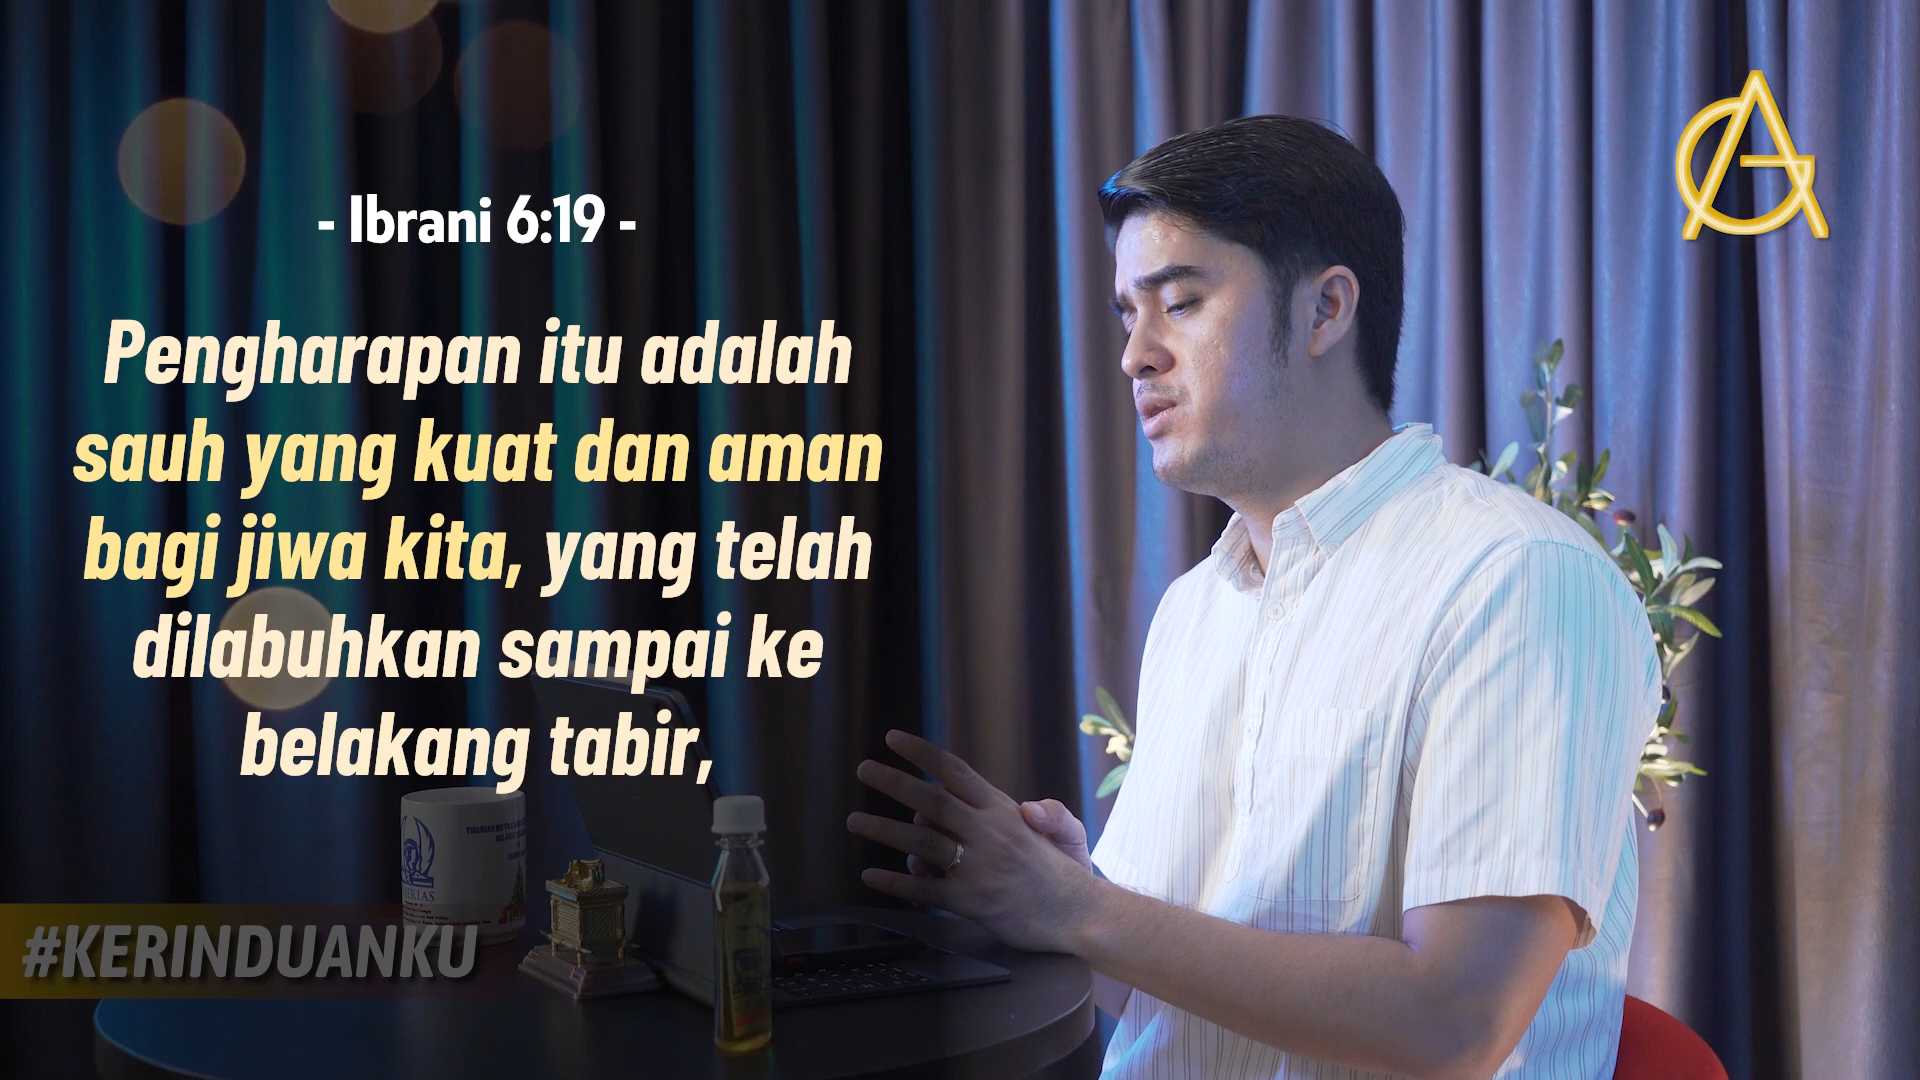 - Ibrani 6:19 -
Pengharapan itu adalah
sauh yang kuat dan aman
bagi jiwa kita, yang telah
dilabuhkan sampai ke
belakang tabir,
#KERINDUANKU